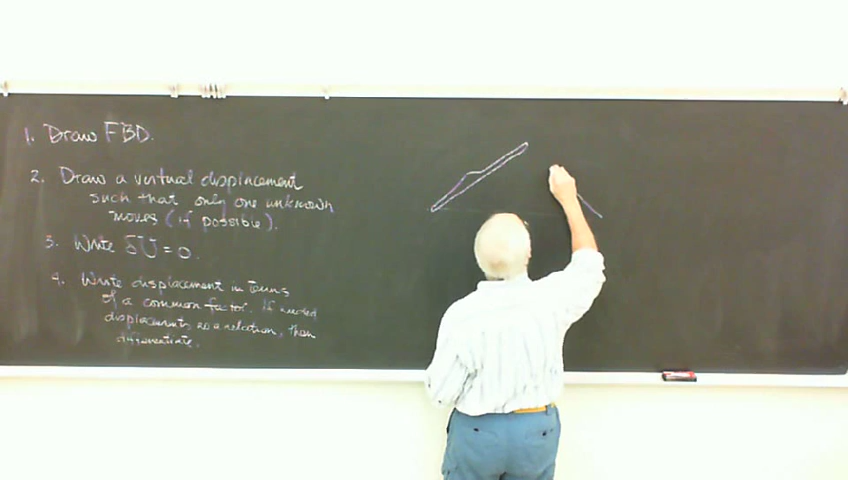 1. Draw FBD.
2. Draw a virtual displacement
such that only one unknown
moves (if possible).
3. Write δU = 0.
4. Write displacement in terms
of a common factor. If needed
displacements as a relation, then
differentiate.